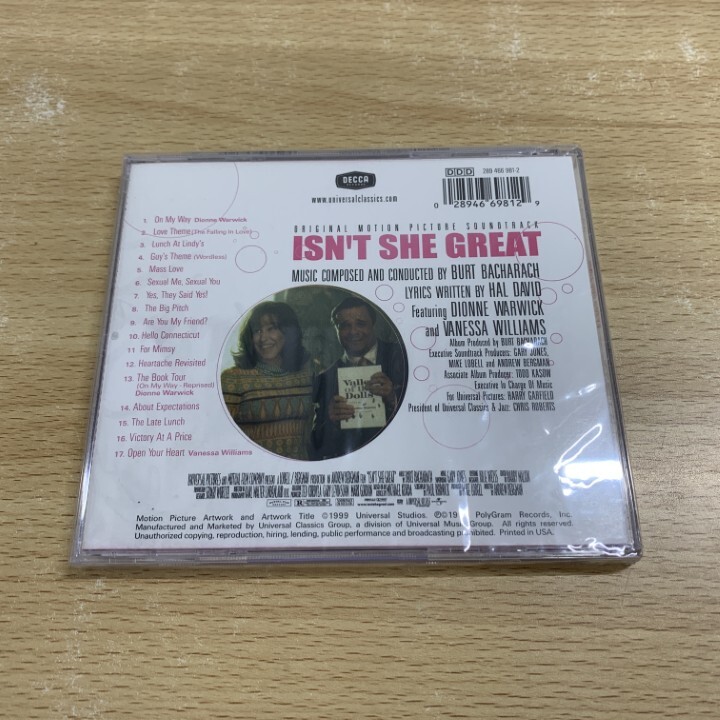 DECCA
www.universalclassics.com
DDD 289 466 981-2
0 28946 69812 9
1. On My Way Dionne Warwick
2. Love Theme (The Falling In Love)
3. Lunch At Lindy's
4. Guy's Theme (Wordless)
5. Mass Love
6. Sexual Me, Sexual You
7. Yes, They Said Yes!
8. The Big Pitch
9. Are You My Friend?
10. Hello Connecticut
11. For Mimsy
12. Heartache Revisited
13. The Book Tour
(On My Way - Reprised)
Dionne Warwick
14. About Expectations
15. The Late Lunch
16. Victory At A Price
17. Open Your Heart Vanessa Williams
ORIGINAL MOTION PICTURE SOUNDTRACK
ISN'T SHE GREAT
MUSIC COMPOSED AND CONDUCTED BY BURT BACHARACH
LYRICS WRITTEN BY HAL DAVID
Featuring DIONNE WARWICK
and VANESSA WILLIAMS
Album Produced by BURT BACHARACH
Executive Soundtrack Producers: GARY JONES,
MIKE LOBELL and ANDREW BERGMAN
Associate Album Producer: TODD KASOW
Executive In Charge Of Music
For Universal Pictures: HARRY GARFIELD
President of Universal Classics & Jazz: CHRIS ROBERTS
Valley
of the
Dolls
Motion Picture Artwork and Artwork Title ©1999 Universal Studios. PolyGram Records, Inc.
Manufactured and Marketed by Universal Classics Group, a division of Universal Music Group. All rights reserved.
Unauthorized copying, reproduction, hiring, lending, public performance and broadcasting prohibited. Printed in USA.